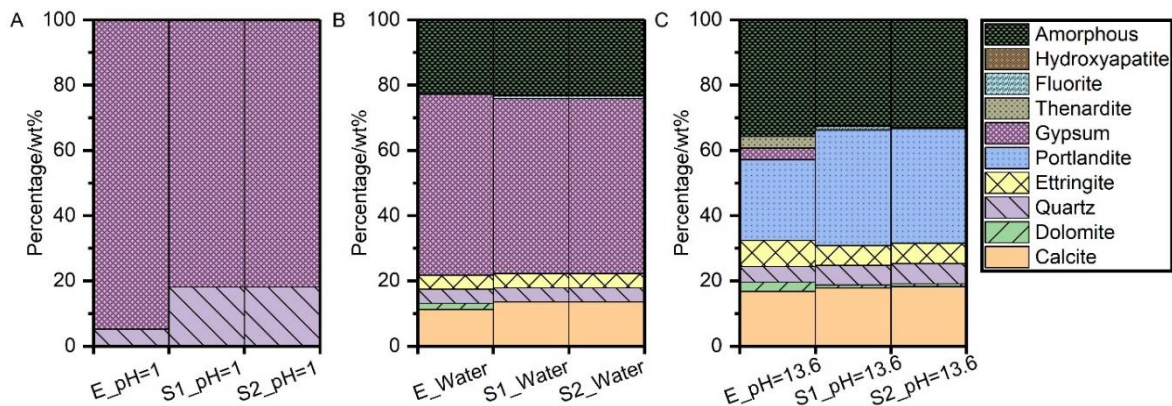 A
Percentage/wt%
100
80
60
40
20
0
E_pH=1
S1_pH=1
S2_pH=1
B
Percentage/wt%
100
80
60
40
20
0
E_Water
S1_Water
S2_Water
C
Percentage/wt%
100
80
60
40
20
0
E_pH=13.6
S1_pH=13.6
S2_pH=13.6
Amorphous
Hydroxyapatite
Fluorite
Thenardite
Gypsum
Portlandite
Ettringite
Quartz
Dolomite
Calcite